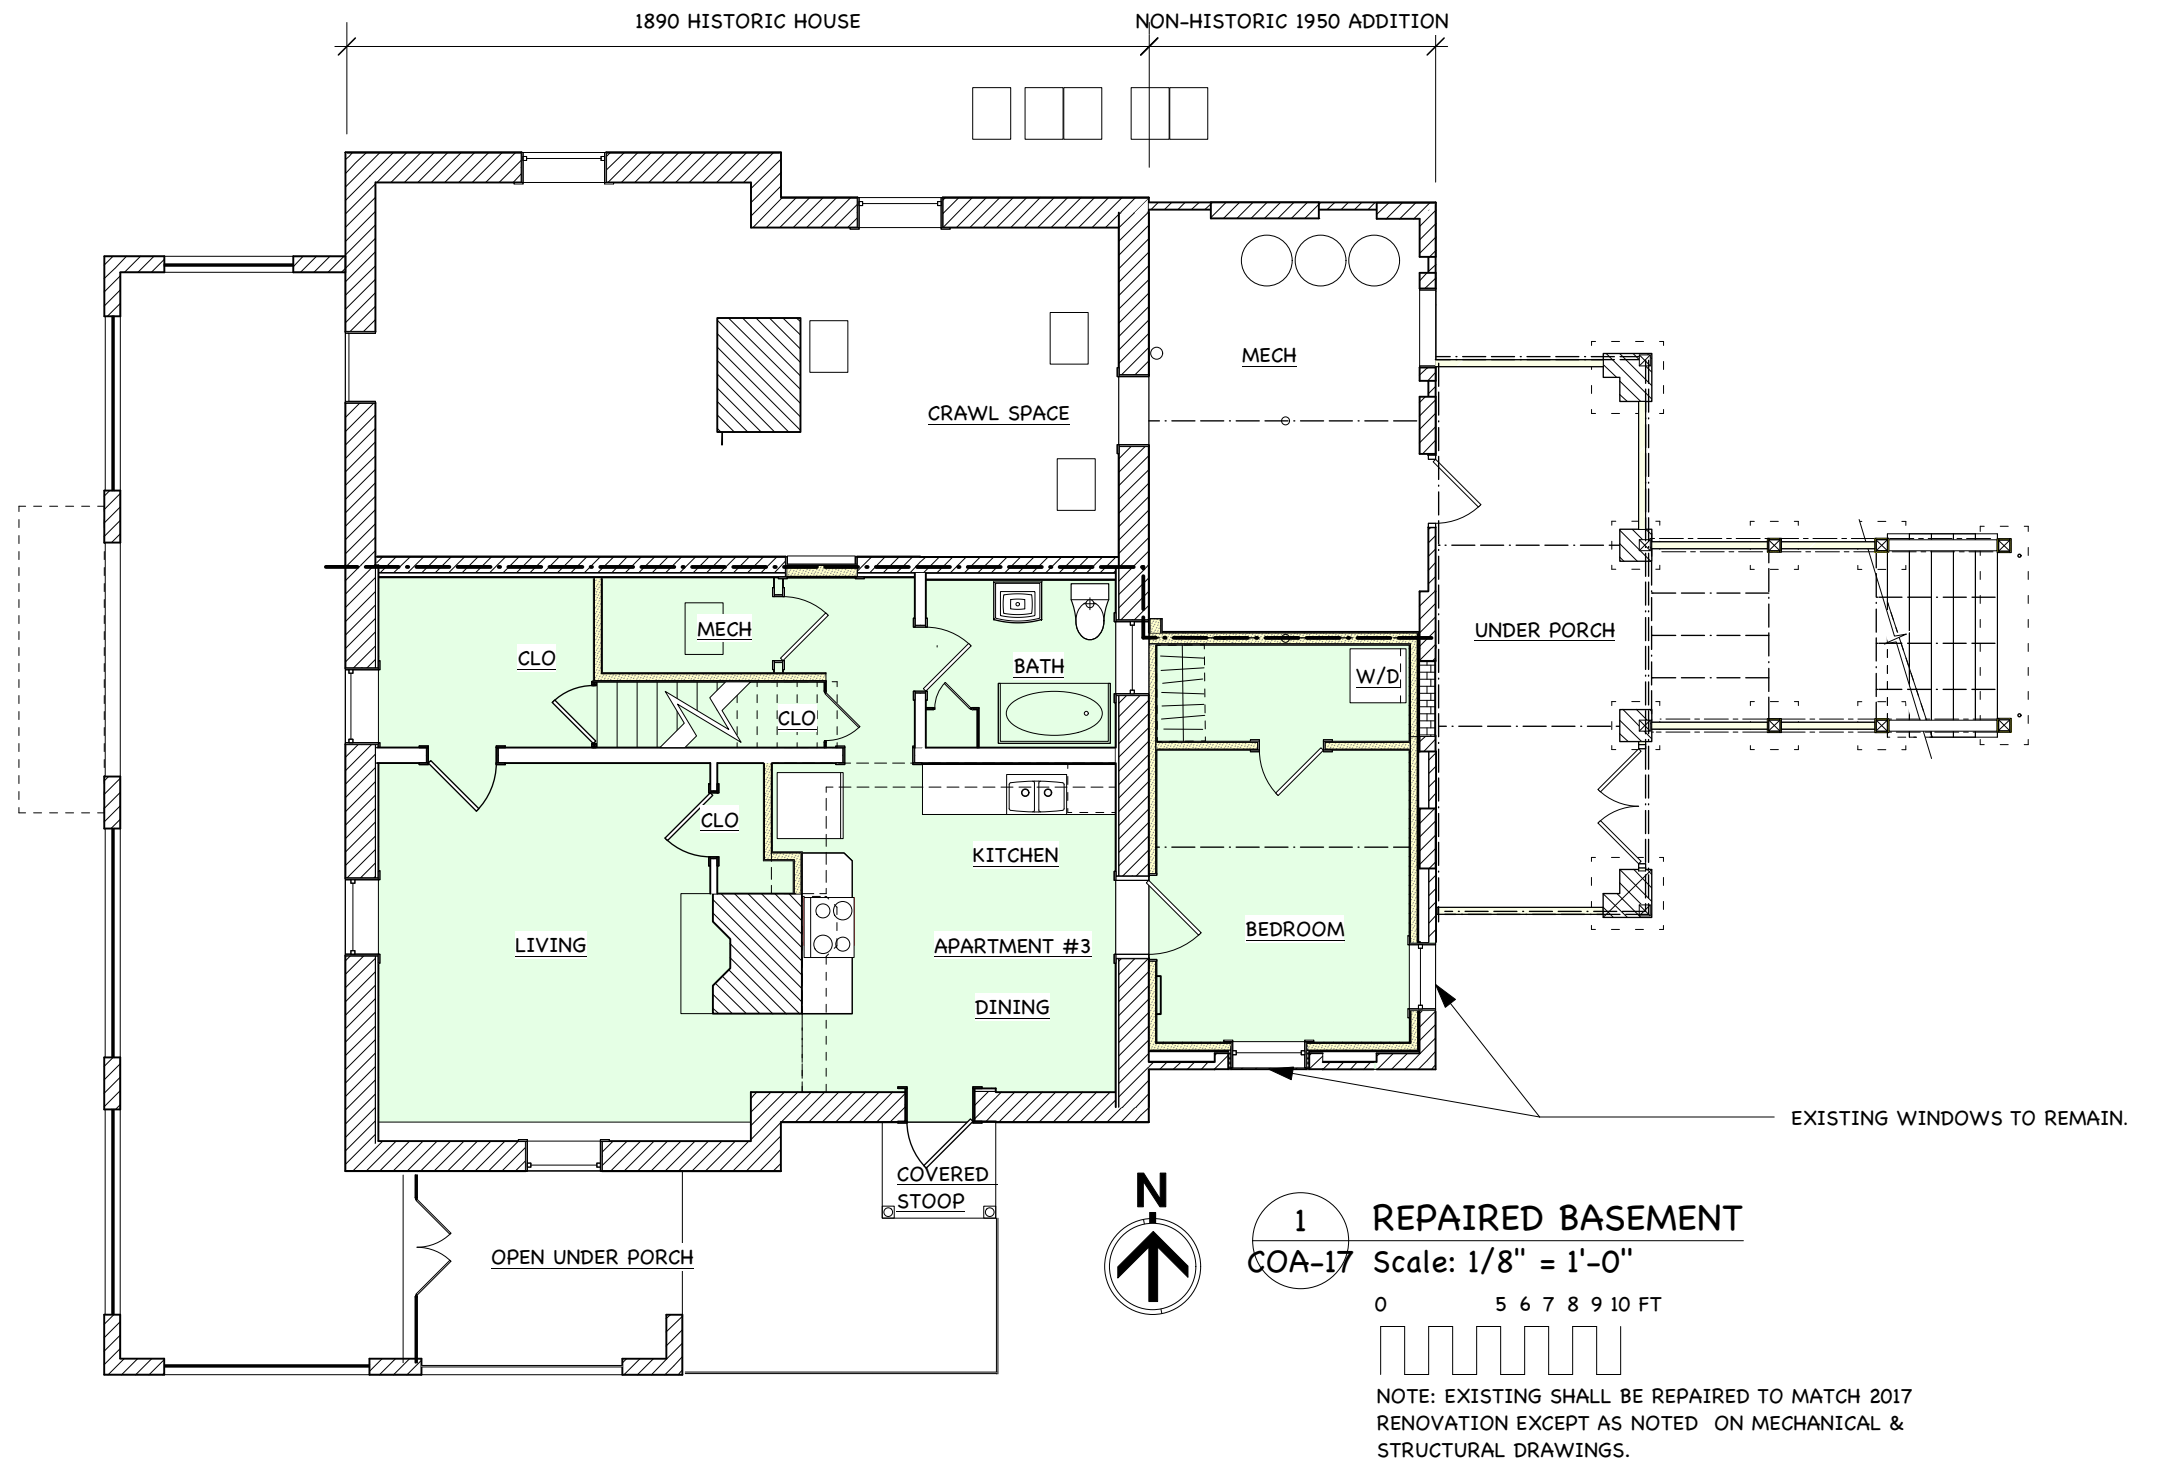 1890 HISTORIC HOUSE
NON-HISTORIC 1950 ADDITION
MECH
CRAWL SPACE
MECH
UNDER PORCH
CLO
BATH
W/D
CLO
CLO
KITCHEN
BEDROOM
LIVING
APARTMENT #3
DINING
EXISTING WINDOWS TO REMAIN.
COVERED
STOOP
OPEN UNDER PORCH
N
1
COA-17
REPAIRED BASEMENT
Scale: 1/8" = 1'-0"
0 5 6 7 8 9 10 FT
NOTE: EXISTING SHALL BE REPAIRED TO MATCH 2017
RENOVATION EXCEPT AS NOTED ON MECHANICAL &
STRUCTURAL DRAWINGS.